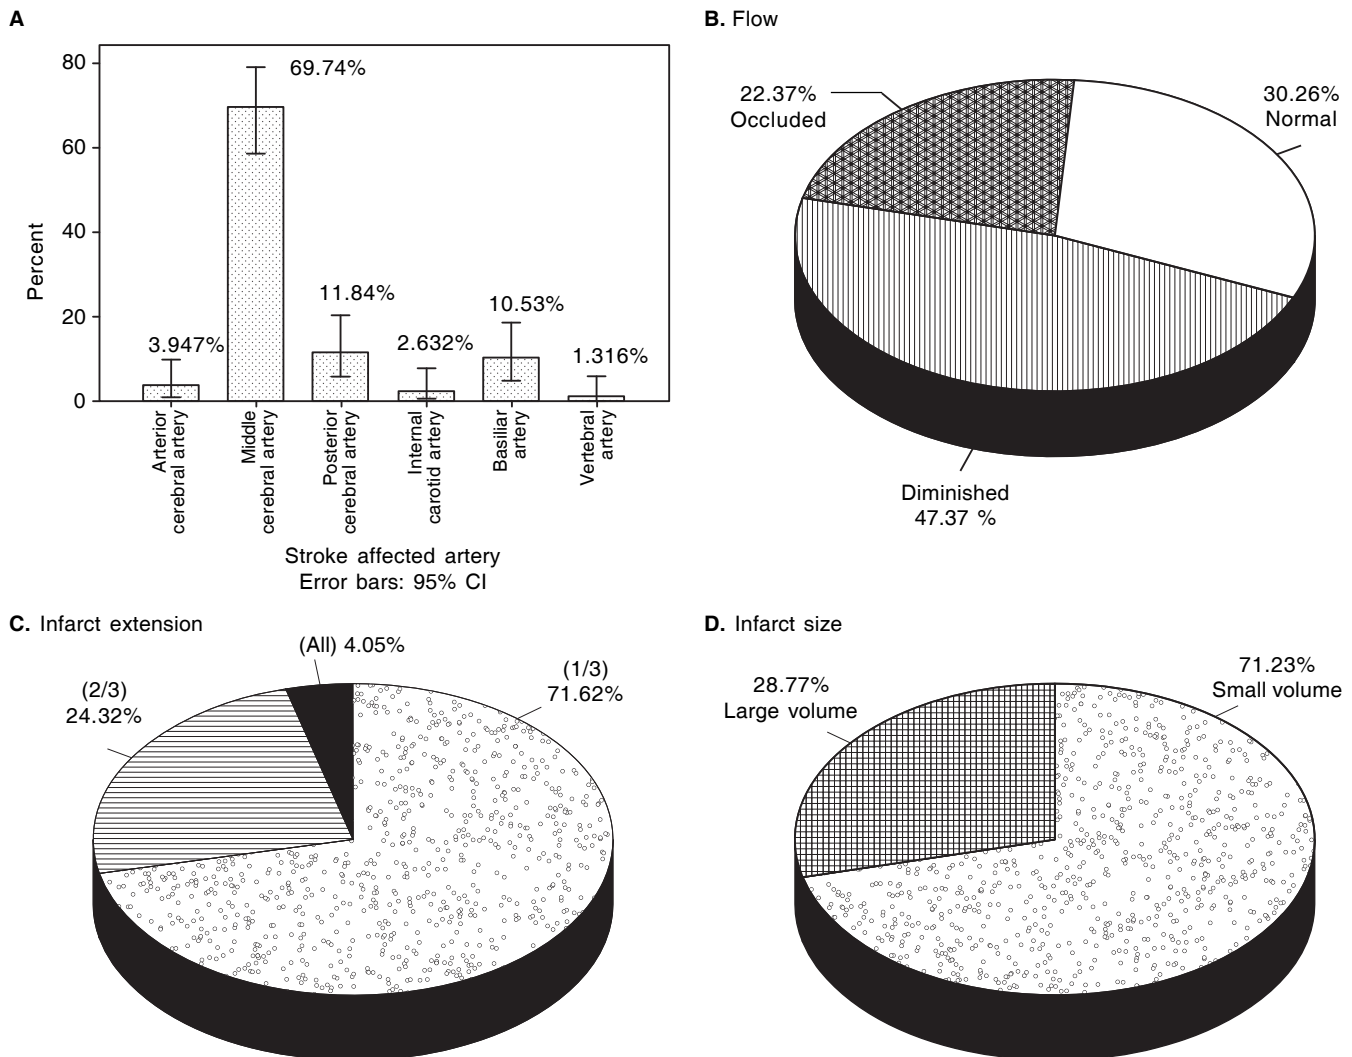 A
80
60
40
20
0
Percent
3.947%
69.74%
11.84%
2.632%
10.53%
1.316%
Arterior
cerebral artery
Middle
cerebral artery
Posterior
cerebral artery
Internal
carotid artery
Basiliar
artery
Vertebral
artery
Stroke affected artery
Error bars: 95% CI
B. Flow
22.37%
Occluded
30.26%
Normal
Diminished
47.37 %
C. Infarct extension
(All) 4.05%
(2/3)
24.32%
(1/3)
71.62%
D. Infarct size
28.77%
Large volume
71.23%
Small volume